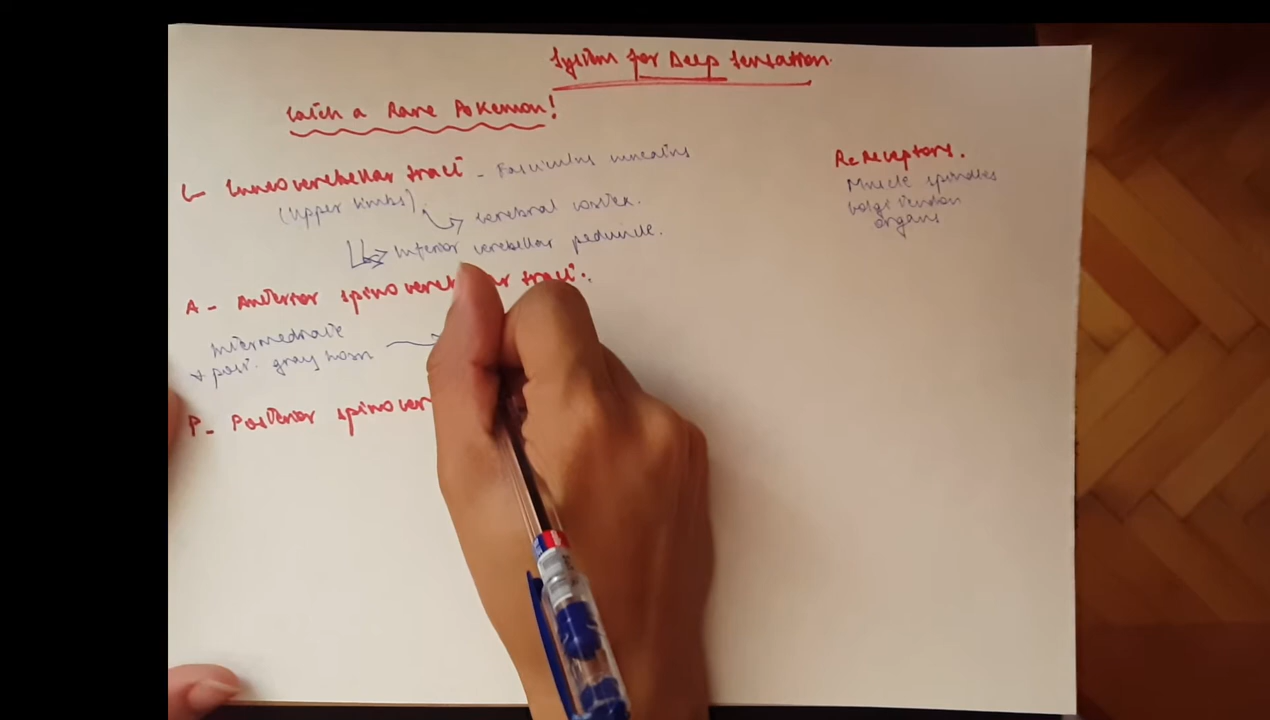 System for Deep Sensation.
Catch a Rare Pokemon!
C- Cuneocerebellar tract - Fasciculus cuneatus
(upper limbs)
cerebral cortex.
Inferior cerebellar peduncle.
A- Anterior spinocerebellar tract.
intermediate
+ post. gray horn
P- Posterior spino
Receptors.
Muscle spindles
Golgi tendon
organs